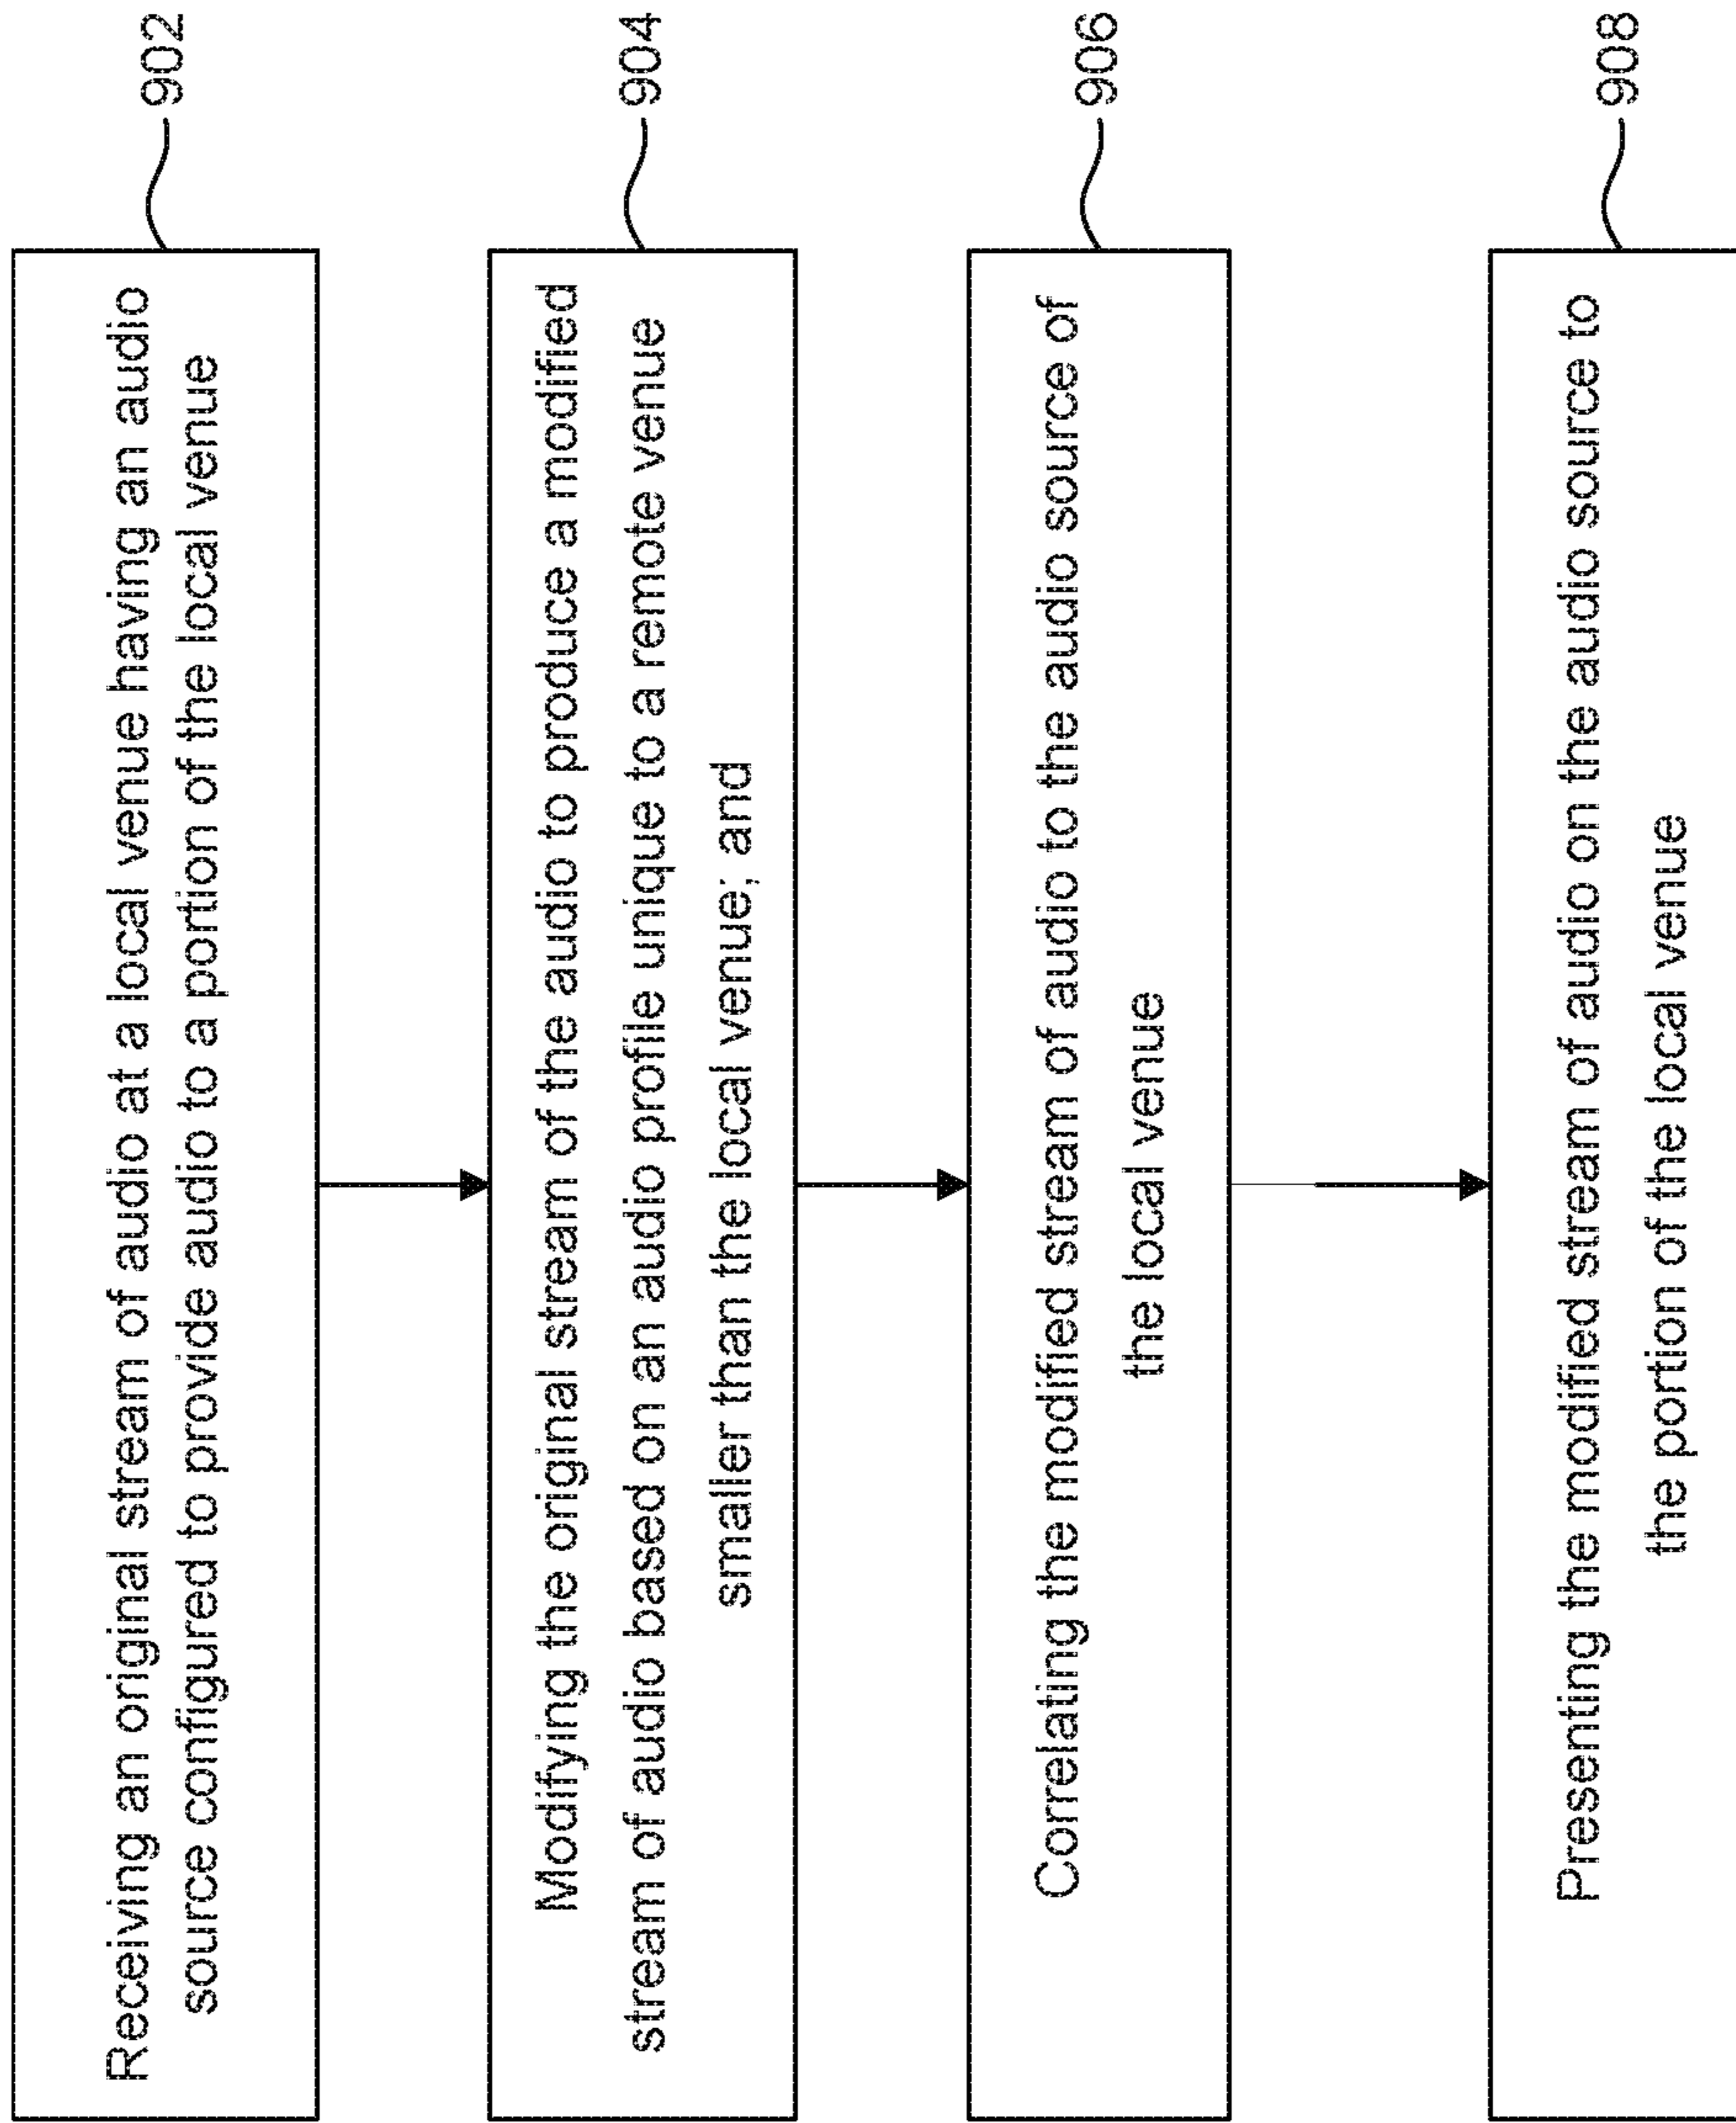 Receiving an original stream of audio at a local venue having an audio
source configured to provide audio to a portion of the local venue
902
Modifying the original stream of the audio to produce a modified
stream of audio based on an audio profile unique to a remote venue
smaller than the local venue; and
904
Correlating the modified stream of audio to the audio source of
the local venue
906
Presenting the modified stream of audio on the audio source to
the portion of the local venue
908